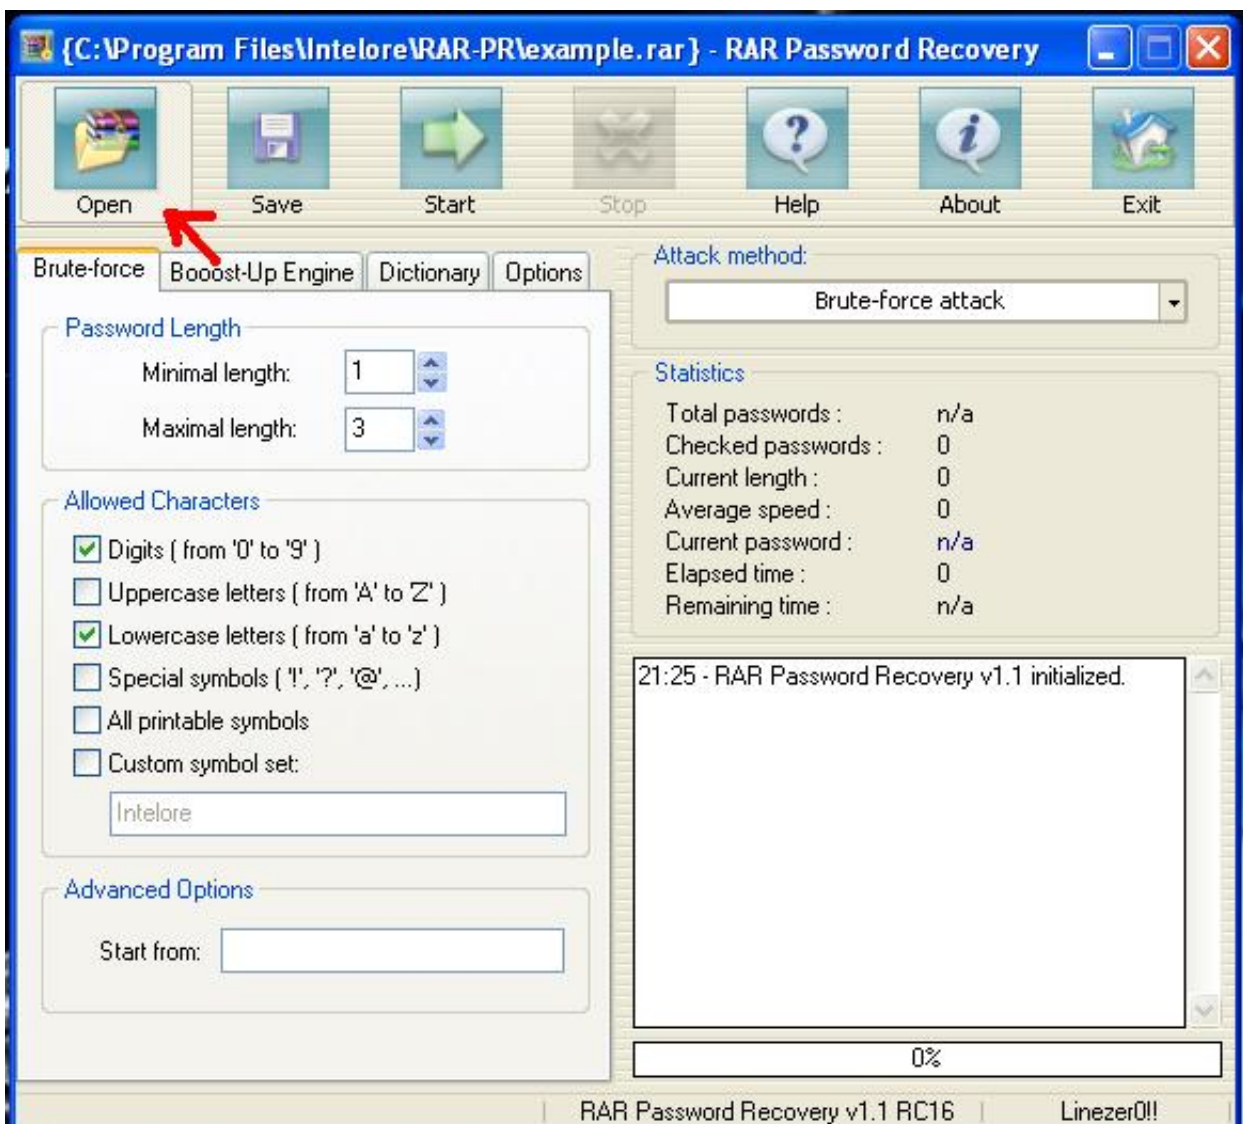 {C:\Program Files\Intelore\RAR-PR\example.rar} - RAR Password Recovery
Open Save Start Stop Help About Exit
Brute-force Booost-Up Engine Dictionary Options
Password Length
Minimal length: 1
Maximal length: 3
Allowed Characters
Digits ( from '0' to '9' )
Uppercase letters ( from 'A' to 'Z' )
Lowercase letters ( from 'a' to 'z' )
Special symbols ( '!', '?', '@', ...)
All printable symbols
Custom symbol set:
Intelore
Advanced Options
Start from:
Attack method:
Brute-force attack
Statistics
Total passwords : n/a
Checked passwords : 0
Current length : 0
Average speed : 0
Current password : n/a
Elapsed time : 0
Remaining time : n/a
21:25 - RAR Password Recovery v1.1 initialized.
0%
RAR Password Recovery v1.1 RC16 Linezer0!!